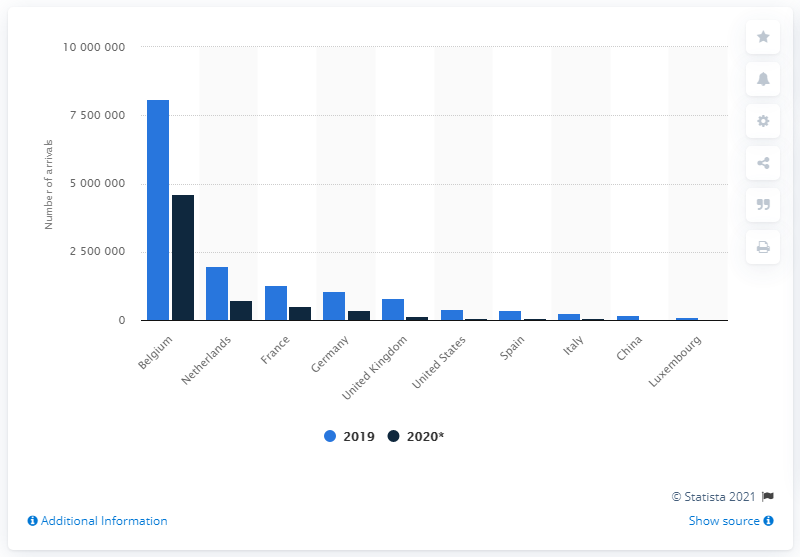 10 000 000
7 500 000
5 000 000
2 500 000
0
Number of arrivals
Belgium
Netherlands
France
Germany
United Kingdom
United States
Spain
Italy
China
Luxembourg
2019 2020*
© Statista 2021
Additional Information Show source